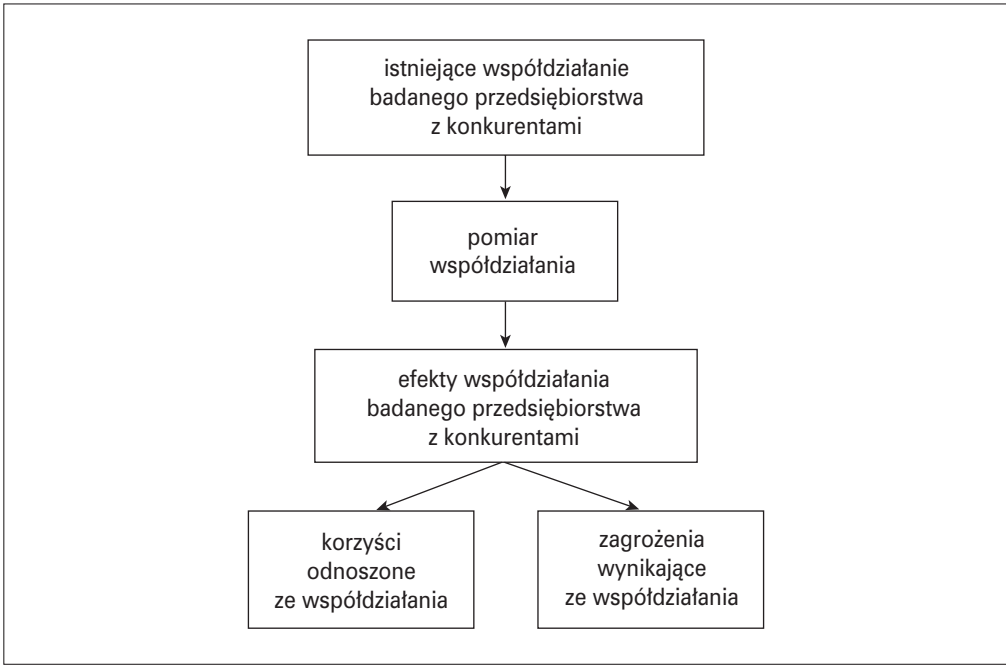 istniejące współdziałanie
badanego przedsiębiorstwa
z konkurentami
pomiar
współdziałania
efekty współdziałania
badanego przedsiębiorstwa
z konkurentami
korzyści
odnoszone
ze współdziałania
zagrożenia
wynikające
ze współdziałania